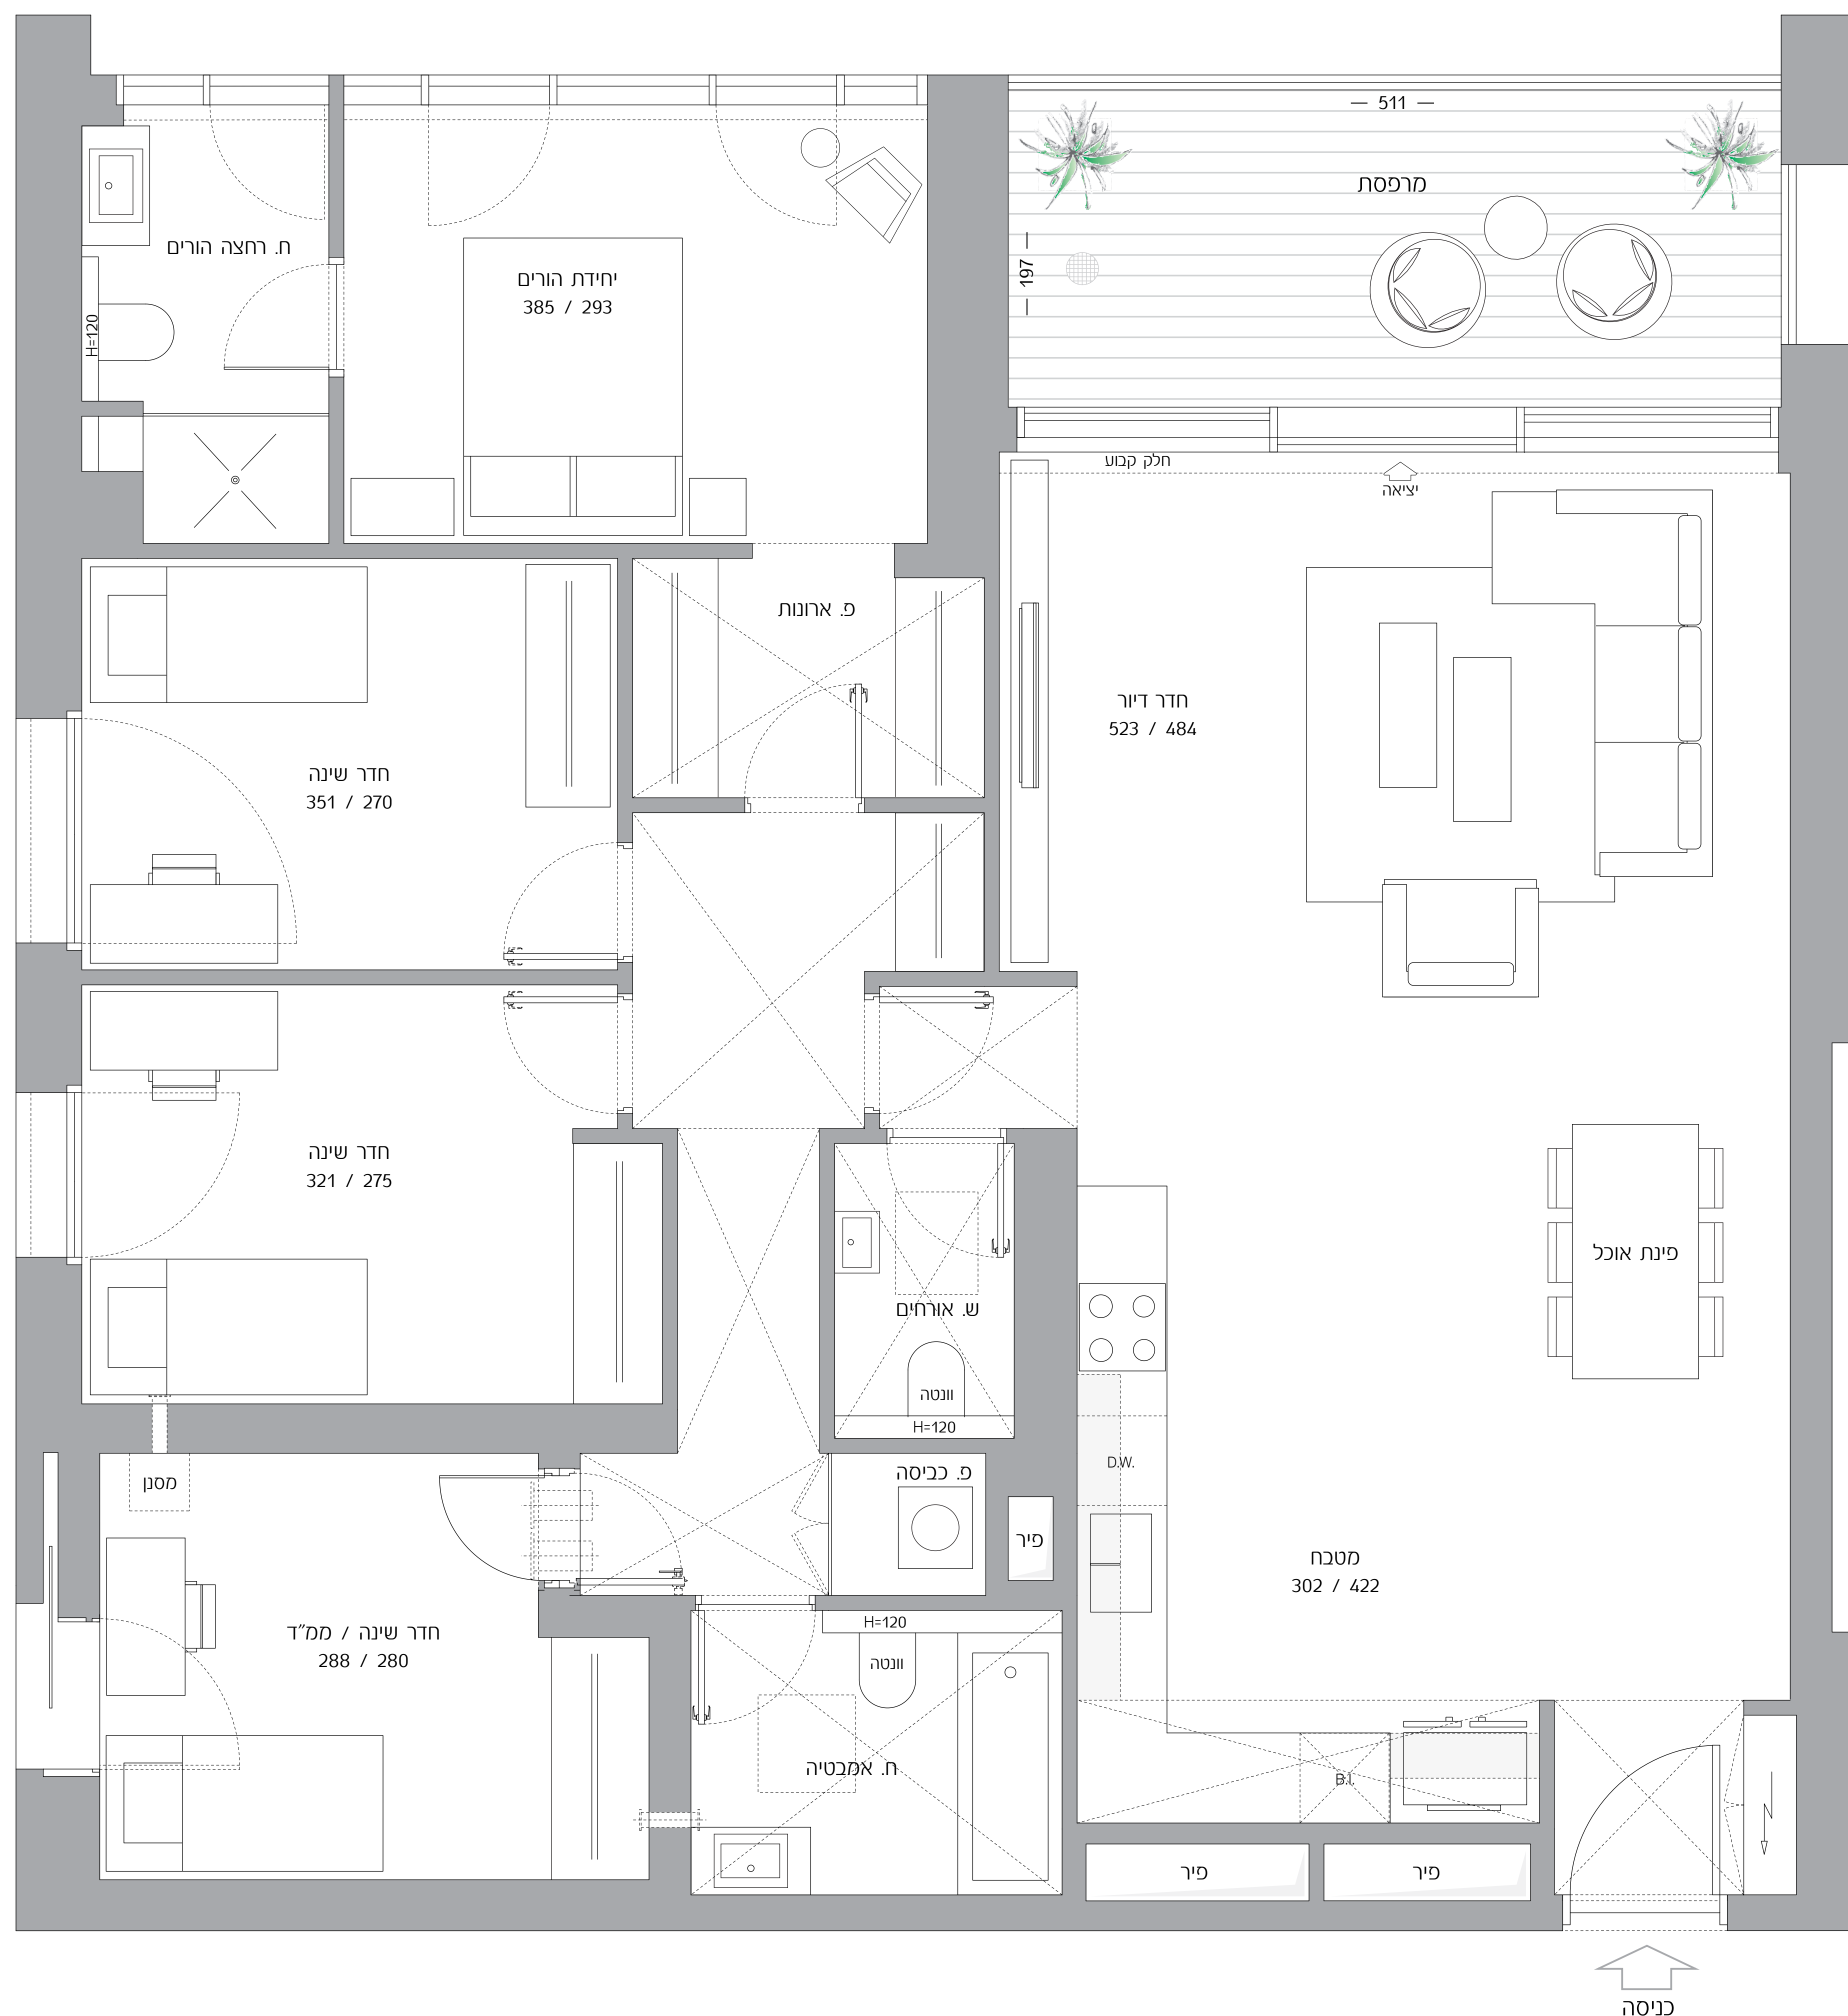 — 511 —
מרפסת
— 197 —
ח. רחצה הורים
H=120
יחידת הורים
385 / 293
חלק קבוע
יציאה
פ. ארונות
חדר דיור
523 / 484
חדר שינה
351 / 270
חדר שינה
321 / 275
פינת אוכל
ש. אורחים
וונטה
H=120
D.W.
פ. כביסה
מסנן
פיר
מטבח
302 / 422
חדר שינה / ממ"ד
288 / 280
H=120
וונטה
ח. אמבטיה
B.I.
פיר
פיר
כניסה